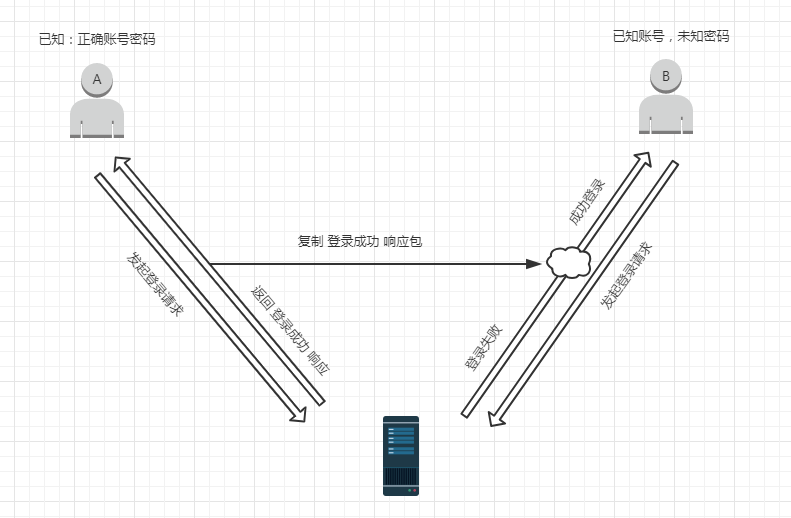 已知：正确账号密码
已知账号，未知密码
A
B
成功登录
复制 登录成功 响应包
发起登录请求
返回 登录成功 响应
登录失败
发起登录请求